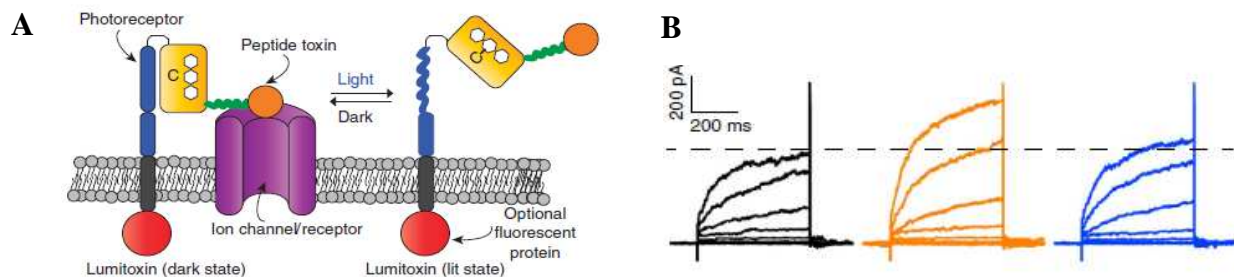 A
Photoreceptor
Peptide toxin
C
Light
Dark
C
Ion channel/receptor
Optional
fluorescent
protein
Lumitoxin (dark state)
Lumitoxin (lit state)
B
200 pA
200 ms